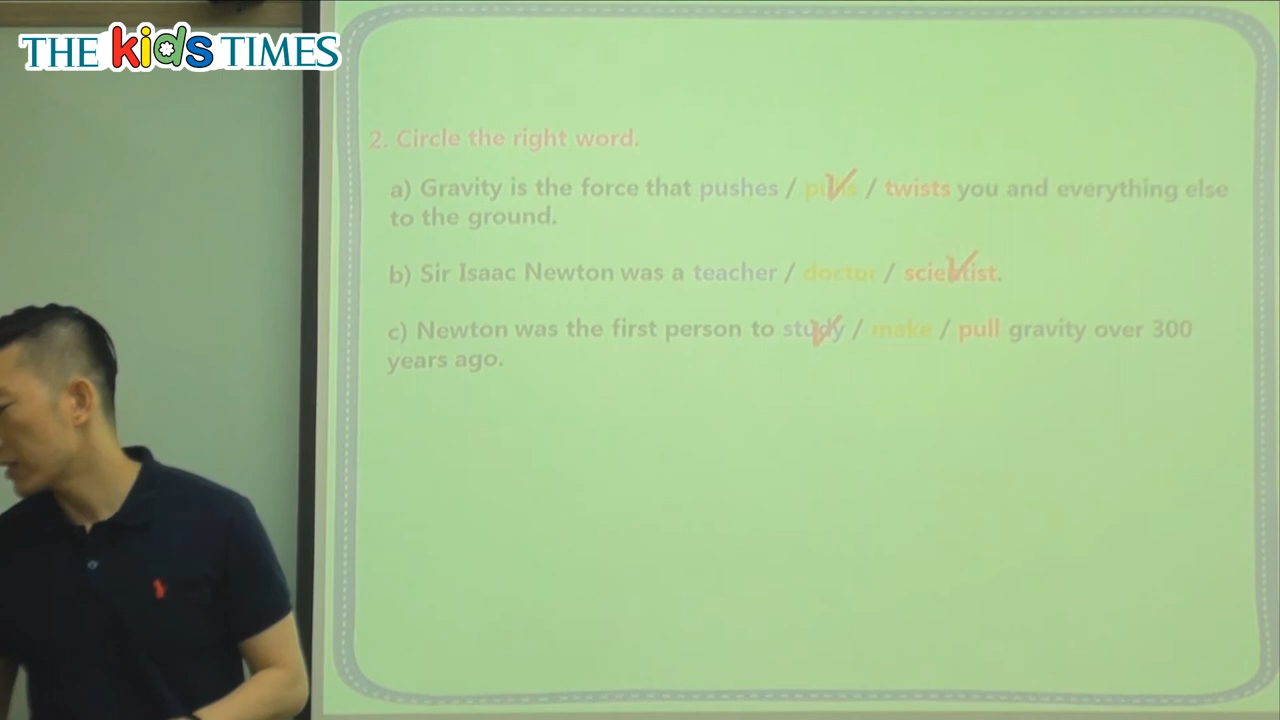 THE kids TIMES
2. Circle the right word.
a) Gravity is the force that pushes / pulls / twists you and everything else
to the ground.
b) Sir Isaac Newton was a teacher / doctor / scientist.
c) Newton was the first person to study / make / pull gravity over 300
years ago.